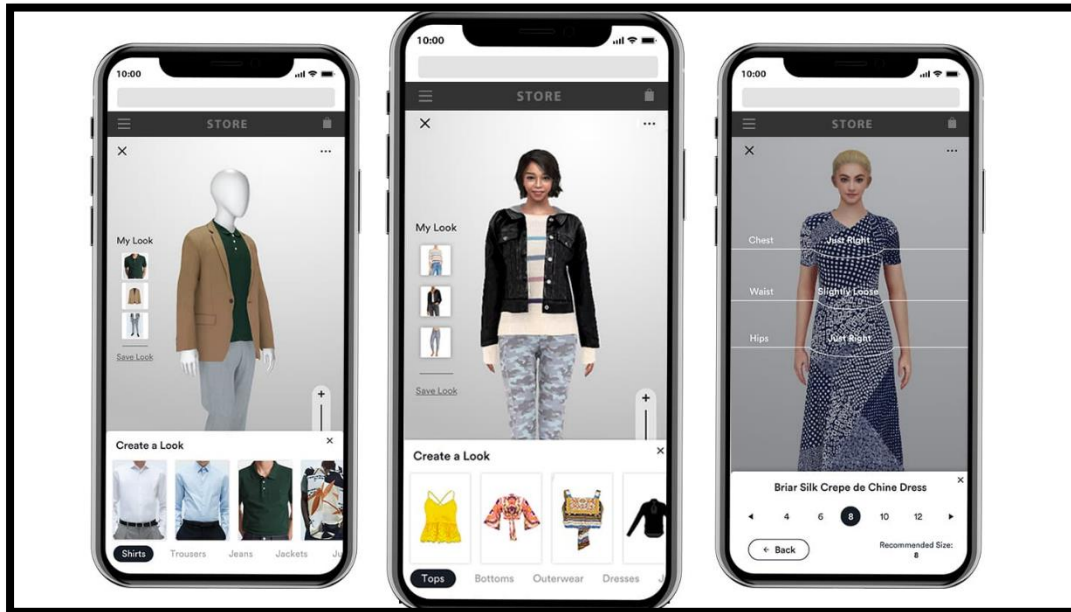 10:00
STORE
My Look
Save Look
Create a Look
Shirts Trousers Jeans Jackets Ju
10:00
STORE
My Look
Save Look
Create a Look
Tops Bottoms Outerwear Dresses J
10:00
STORE
Chest Just Right
Waist Slightly Loose
Hips Just Right
Briar Silk Crepe de Chine Dress
4 6 8 10 12
Back
Recommended Size:
8